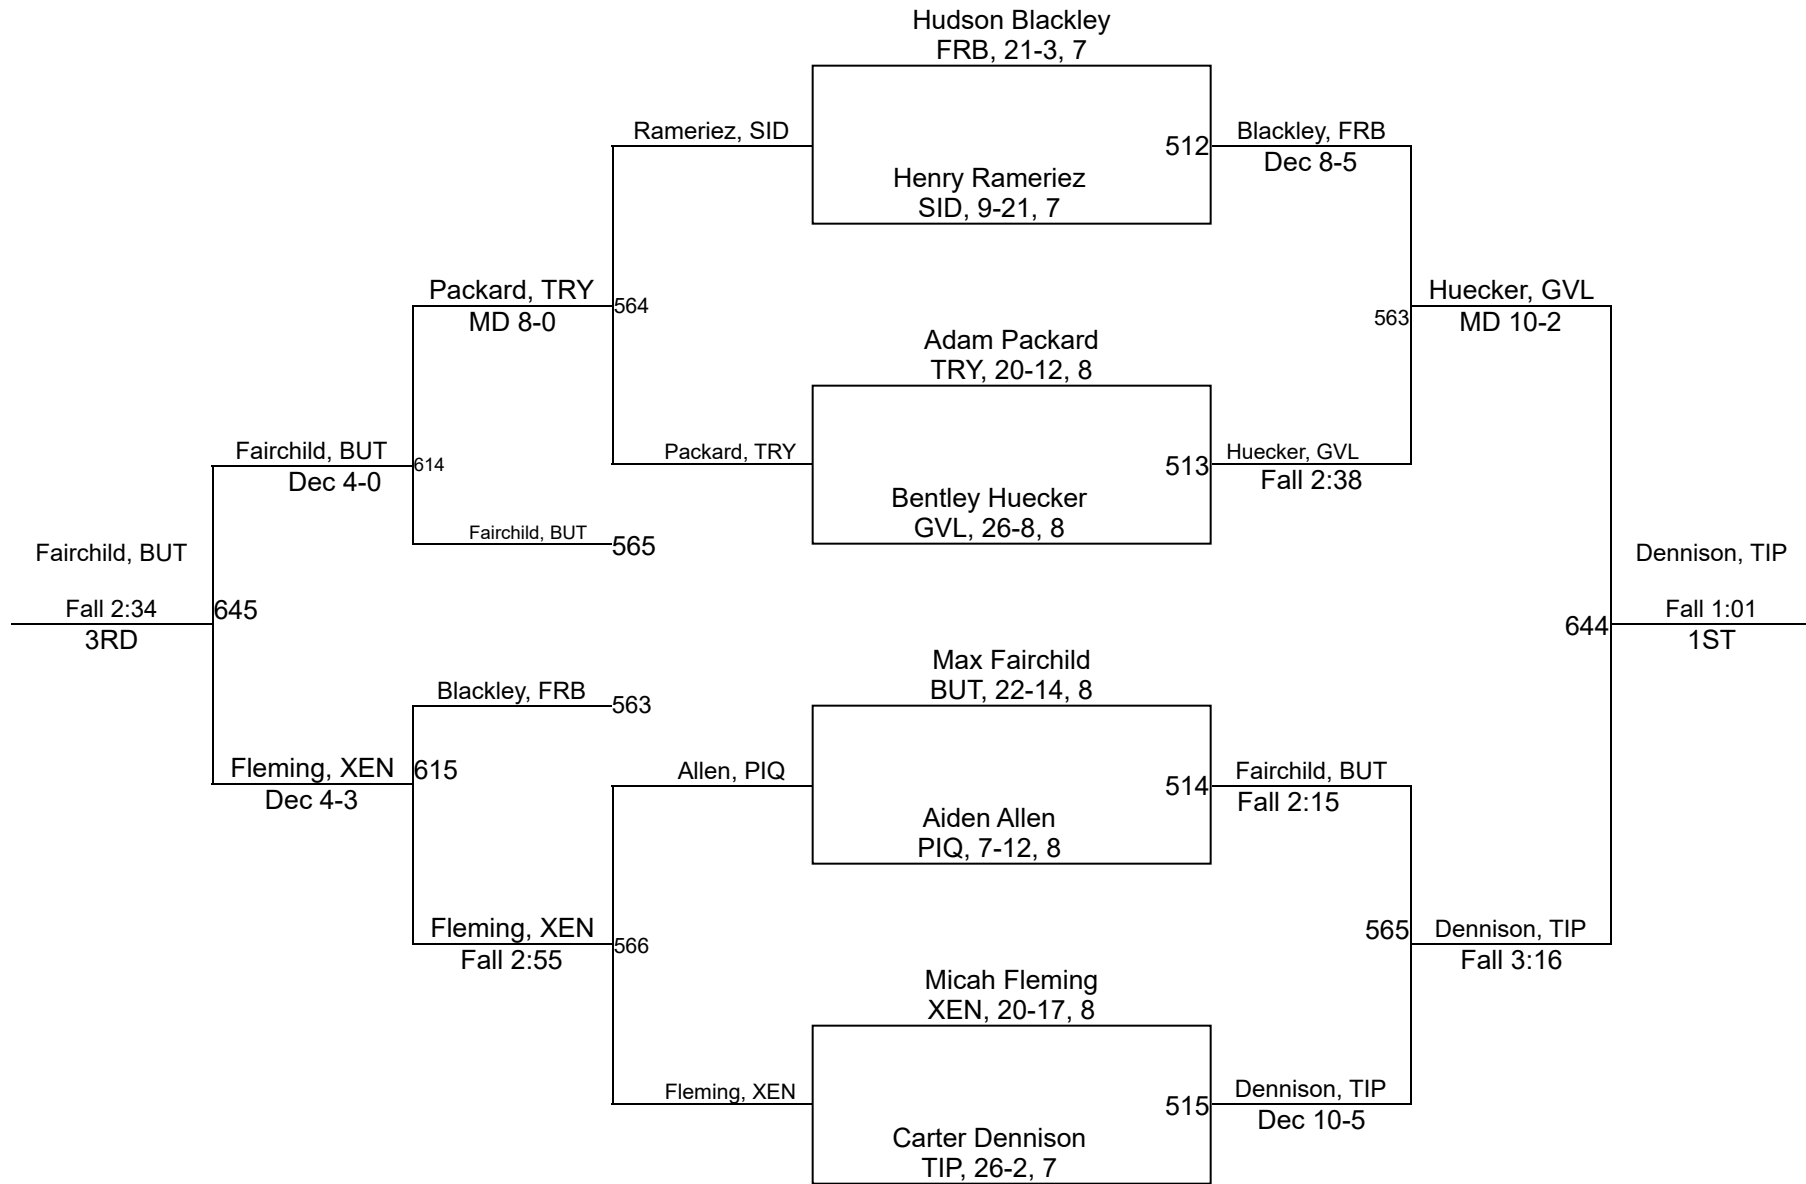 Hudson Blackley
FRB, 21-3, 7
Rameriez, SID
512
Blackley, FRB
Dec 8-5
Henry Rameriez
SID, 9-21, 7
Packard, TRY
564
MD 8-0
Huecker, GVL
563
MD 10-2
Adam Packard
TRY, 20-12, 8
Fairchild, BUT
614
Dec 4-0
Packard, TRY
513
Huecker, GVL
Fall 2:38
Bentley Huecker
GVL, 26-8, 8
Fairchild, BUT
565
Fairchild, BUT
Dennison, TIP
Fall 2:34
645
3RD
644
Fall 1:01
1ST
Max Fairchild
BUT, 22-14, 8
Blackley, FRB
563
Fleming, XEN
615
Dec 4-3
Allen, PIQ
514
Fairchild, BUT
Fall 2:15
Aiden Allen
PIQ, 7-12, 8
Fleming, XEN
566
Fall 2:55
565
Dennison, TIP
Fall 3:16
Micah Fleming
XEN, 20-17, 8
Fleming, XEN
515
Dennison, TIP
Dec 10-5
Carter Dennison
TIP, 26-2, 7